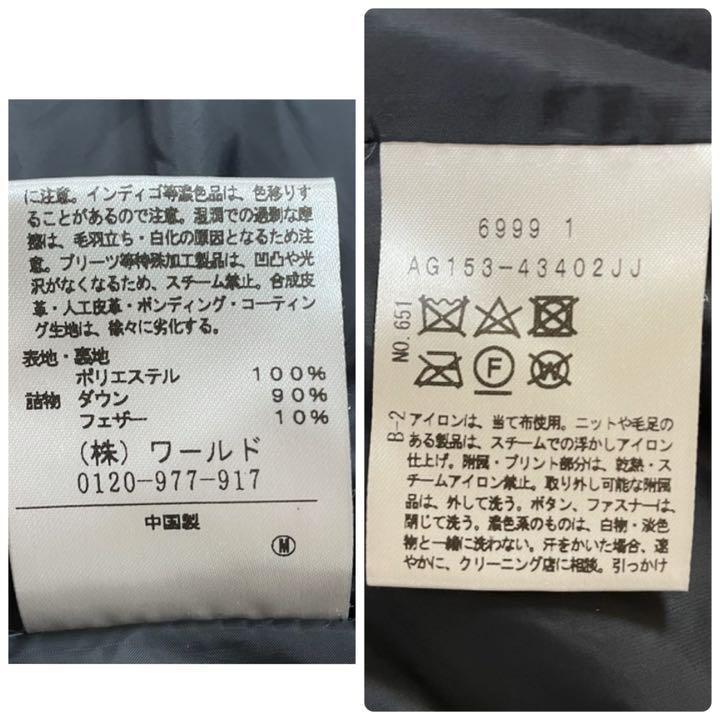 に注意。インディゴ等濃色品は、色移りす
ることがあるので注意。湿潤での過剰な摩
擦は、毛羽立ち・白化の原因となるため注
意。プリーツ等特殊加工製品は、凹凸や光
沢がなくなるため、スチーム禁止。合成皮
革・人工皮革・ボンディング・コーティン
グ生地は、徐々に劣化する。
表地・裏地
ポリエステル 100%
詰物 ダウン 90%
フェザー 10%
(株)ワールド
0120-977-917
中国製
M
6999 1
AG153-43402JJ
NO.651
F
W
B-2
アイロンは、当て布使用。ニットや毛足の
ある製品は、スチームでの浮かしアイロン
仕上げ。附属・プリント部分は、乾熱・ス
チームアイロン禁止。取り外し可能な附属
品は、外して洗う。ボタン、ファスナーは、
閉じて洗う。濃色系のものは、白物・淡色
物と一緒に洗わない。汗をかいた場合、速
やかに、クリーニング店に相談。引っかけ